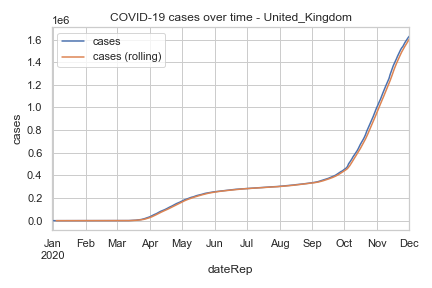 COVID-19 cases over time - United_Kingdom
1e6
cases
cases (rolling)
1.6
1.4
1.2
1.0
0.8
0.6
0.4
0.2
0.0
cases
Jan Feb Mar Apr May Jun Jul Aug Sep Oct Nov Dec
2020
dateRep